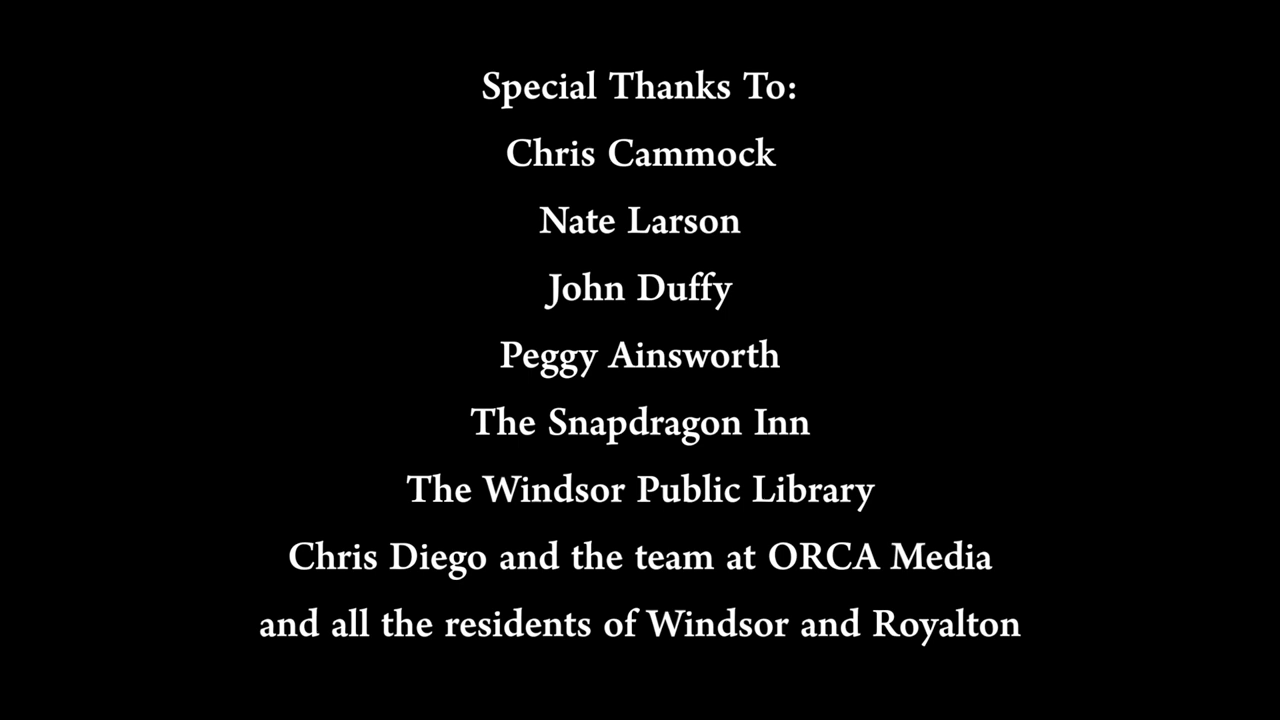 Special Thanks To:
Chris Cammock
Nate Larson
John Duffy
Peggy Ainsworth
The Snapdragon Inn
The Windsor Public Library
Chris Diego and the team at ORCA Media
and all the residents of Windsor and Royalton